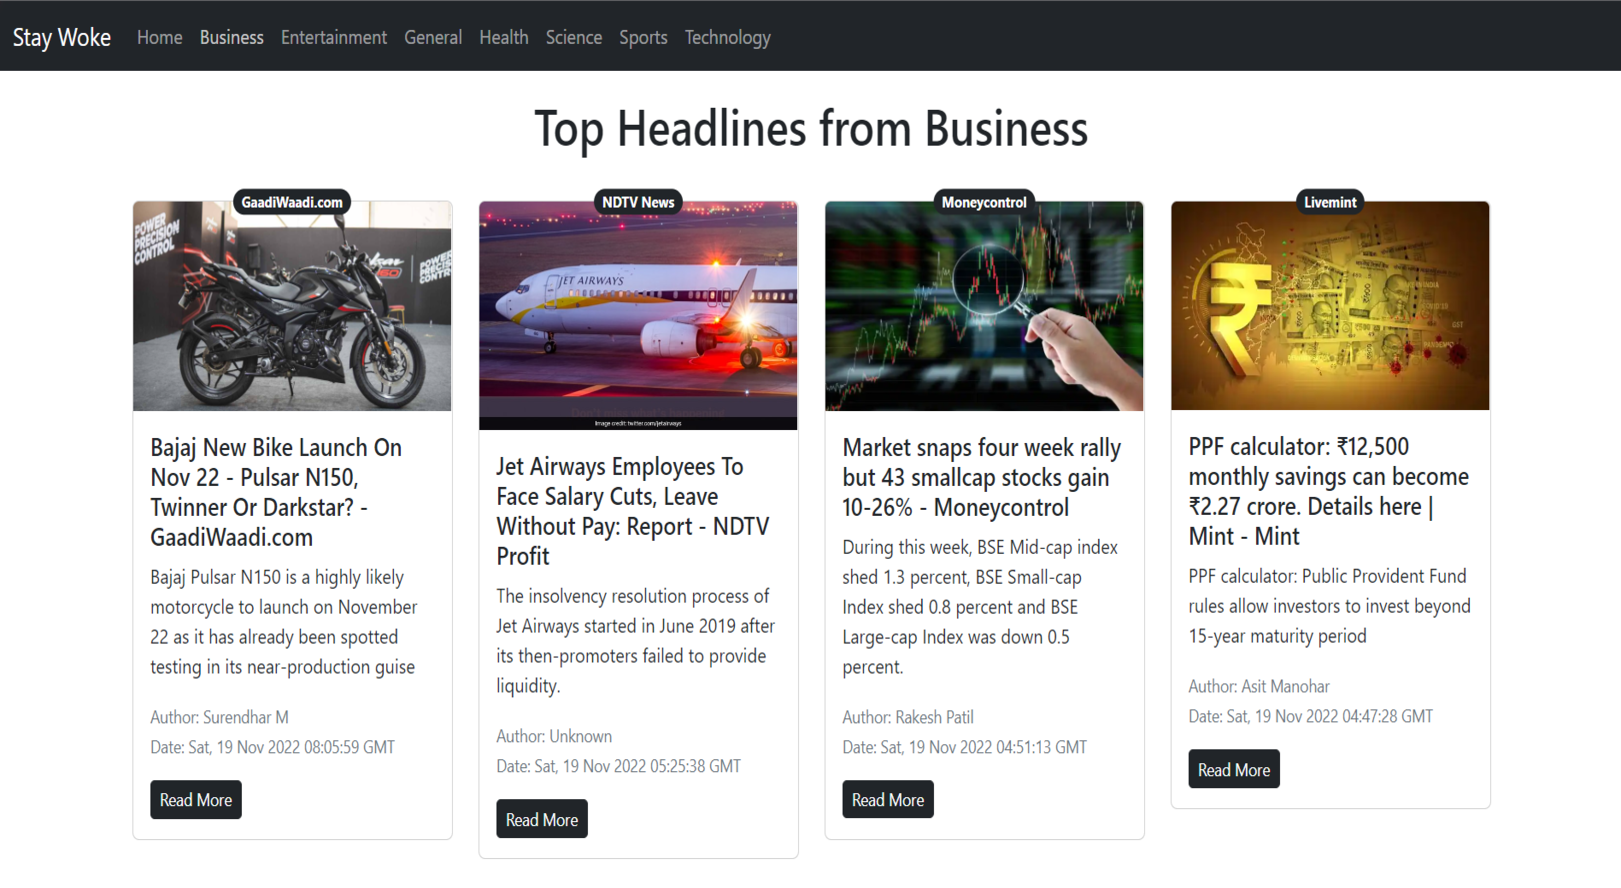 Stay Woke Home Business Entertainment General Health Science Sports Technology
Top Headlines from Business
GaadiWaadi.com
POWER
PRECISION
CONTROL
Bajaj New Bike Launch On
Nov 22 - Pulsar N150,
Twinner Or Darkstar? -
GaadiWaadi.com
Bajaj Pulsar N150 is a highly likely
motorcycle to launch on November
22 as it has already been spotted
testing in its near-production guise
Author: Surendhar M
Date: Sat, 19 Nov 2022 08:05:59 GMT
Read More
NDTV News
JET AIRWAYS
Image credit: twitter.com/jetairways
Jet Airways Employees To
Face Salary Cuts, Leave
Without Pay: Report - NDTV
Profit
The insolvency resolution process of
Jet Airways started in June 2019 after
its then-promoters failed to provide
liquidity.
Author: Unknown
Date: Sat, 19 Nov 2022 05:25:38 GMT
Read More
Moneycontrol
Market snaps four week rally
but 43 smallcap stocks gain
10-26% - Moneycontrol
During this week, BSE Mid-cap index
shed 1.3 percent, BSE Small-cap
Index shed 0.8 percent and BSE
Large-cap Index was down 0.5
percent.
Author: Rakesh Patil
Date: Sat, 19 Nov 2022 04:51:13 GMT
Read More
Livemint
₹
GST
PPF calculator: ₹12,500
monthly savings can become
₹2.27 crore. Details here |
Mint - Mint
PPF calculator: Public Provident Fund
rules allow investors to invest beyond
15-year maturity period
Author: Asit Manohar
Date: Sat, 19 Nov 2022 04:47:28 GMT
Read More